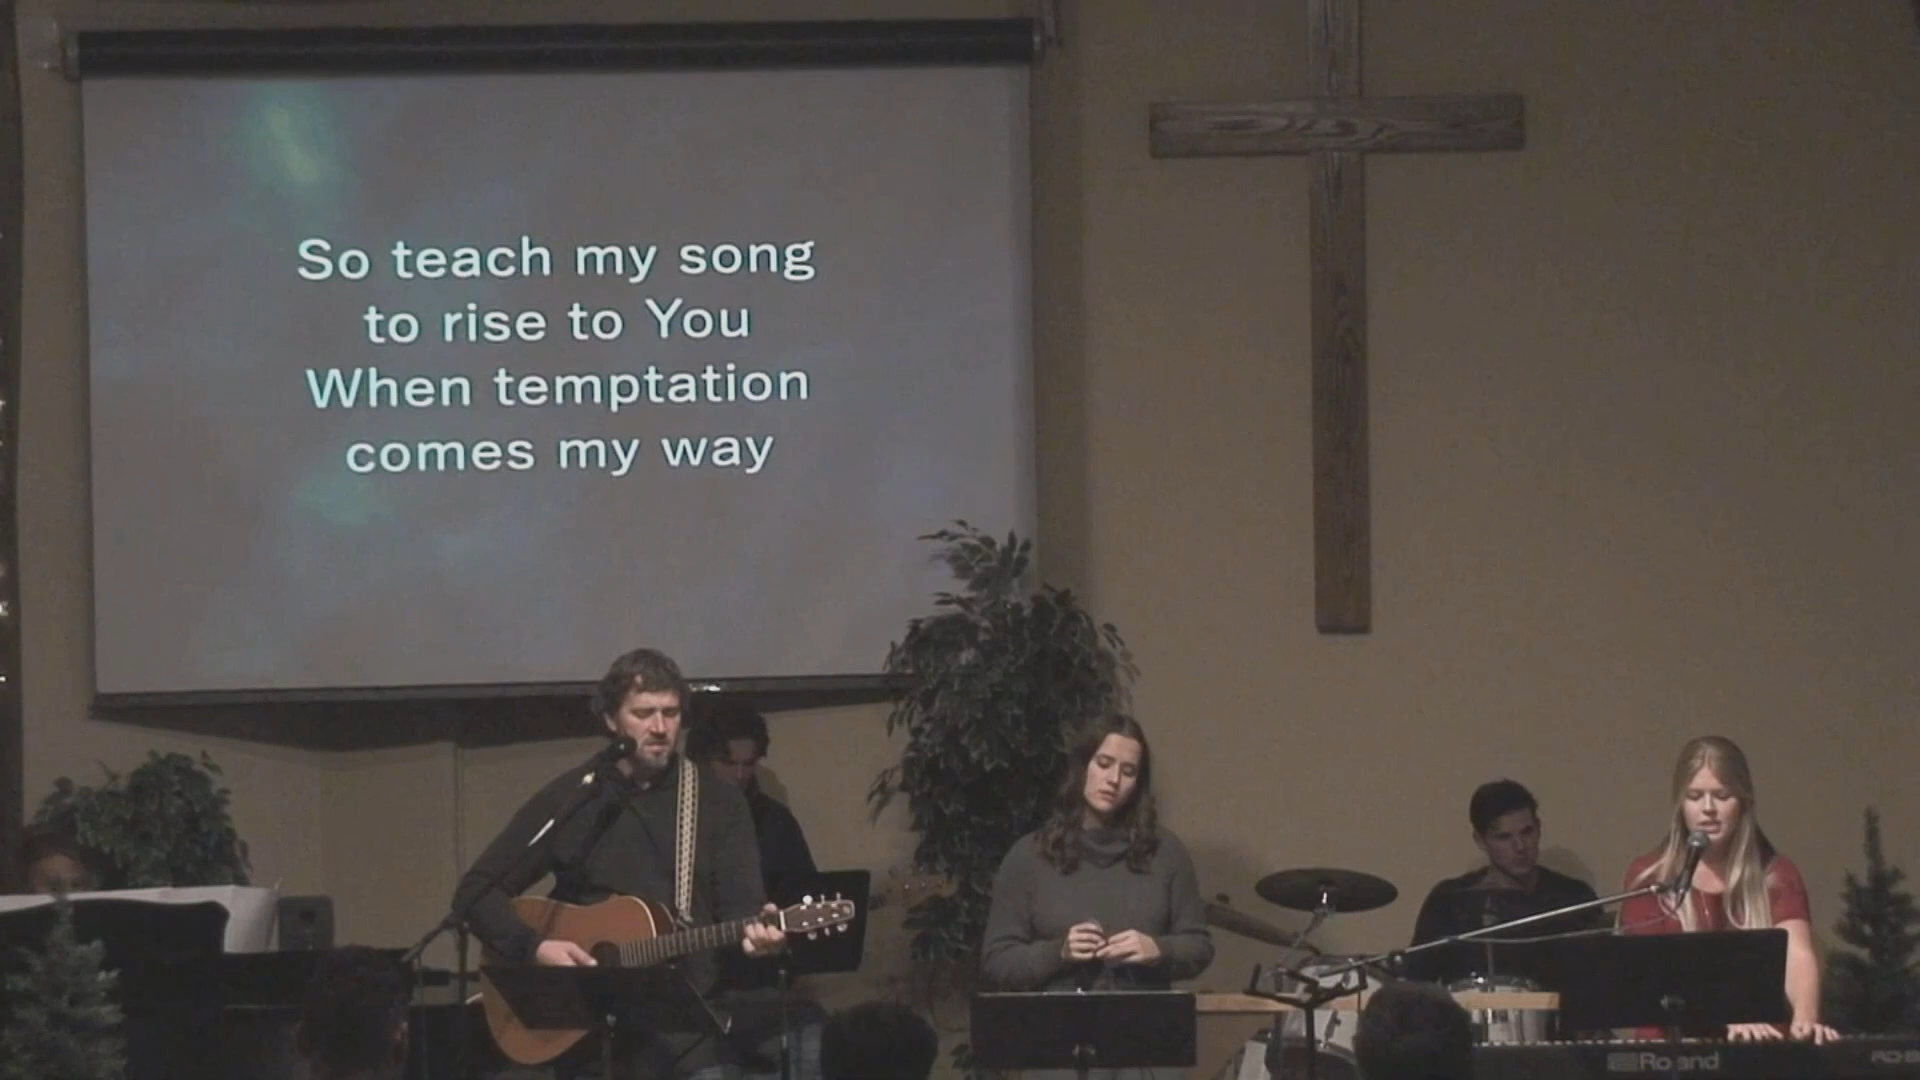 So teach my song
to rise to You
When temptation
comes my way
Roland